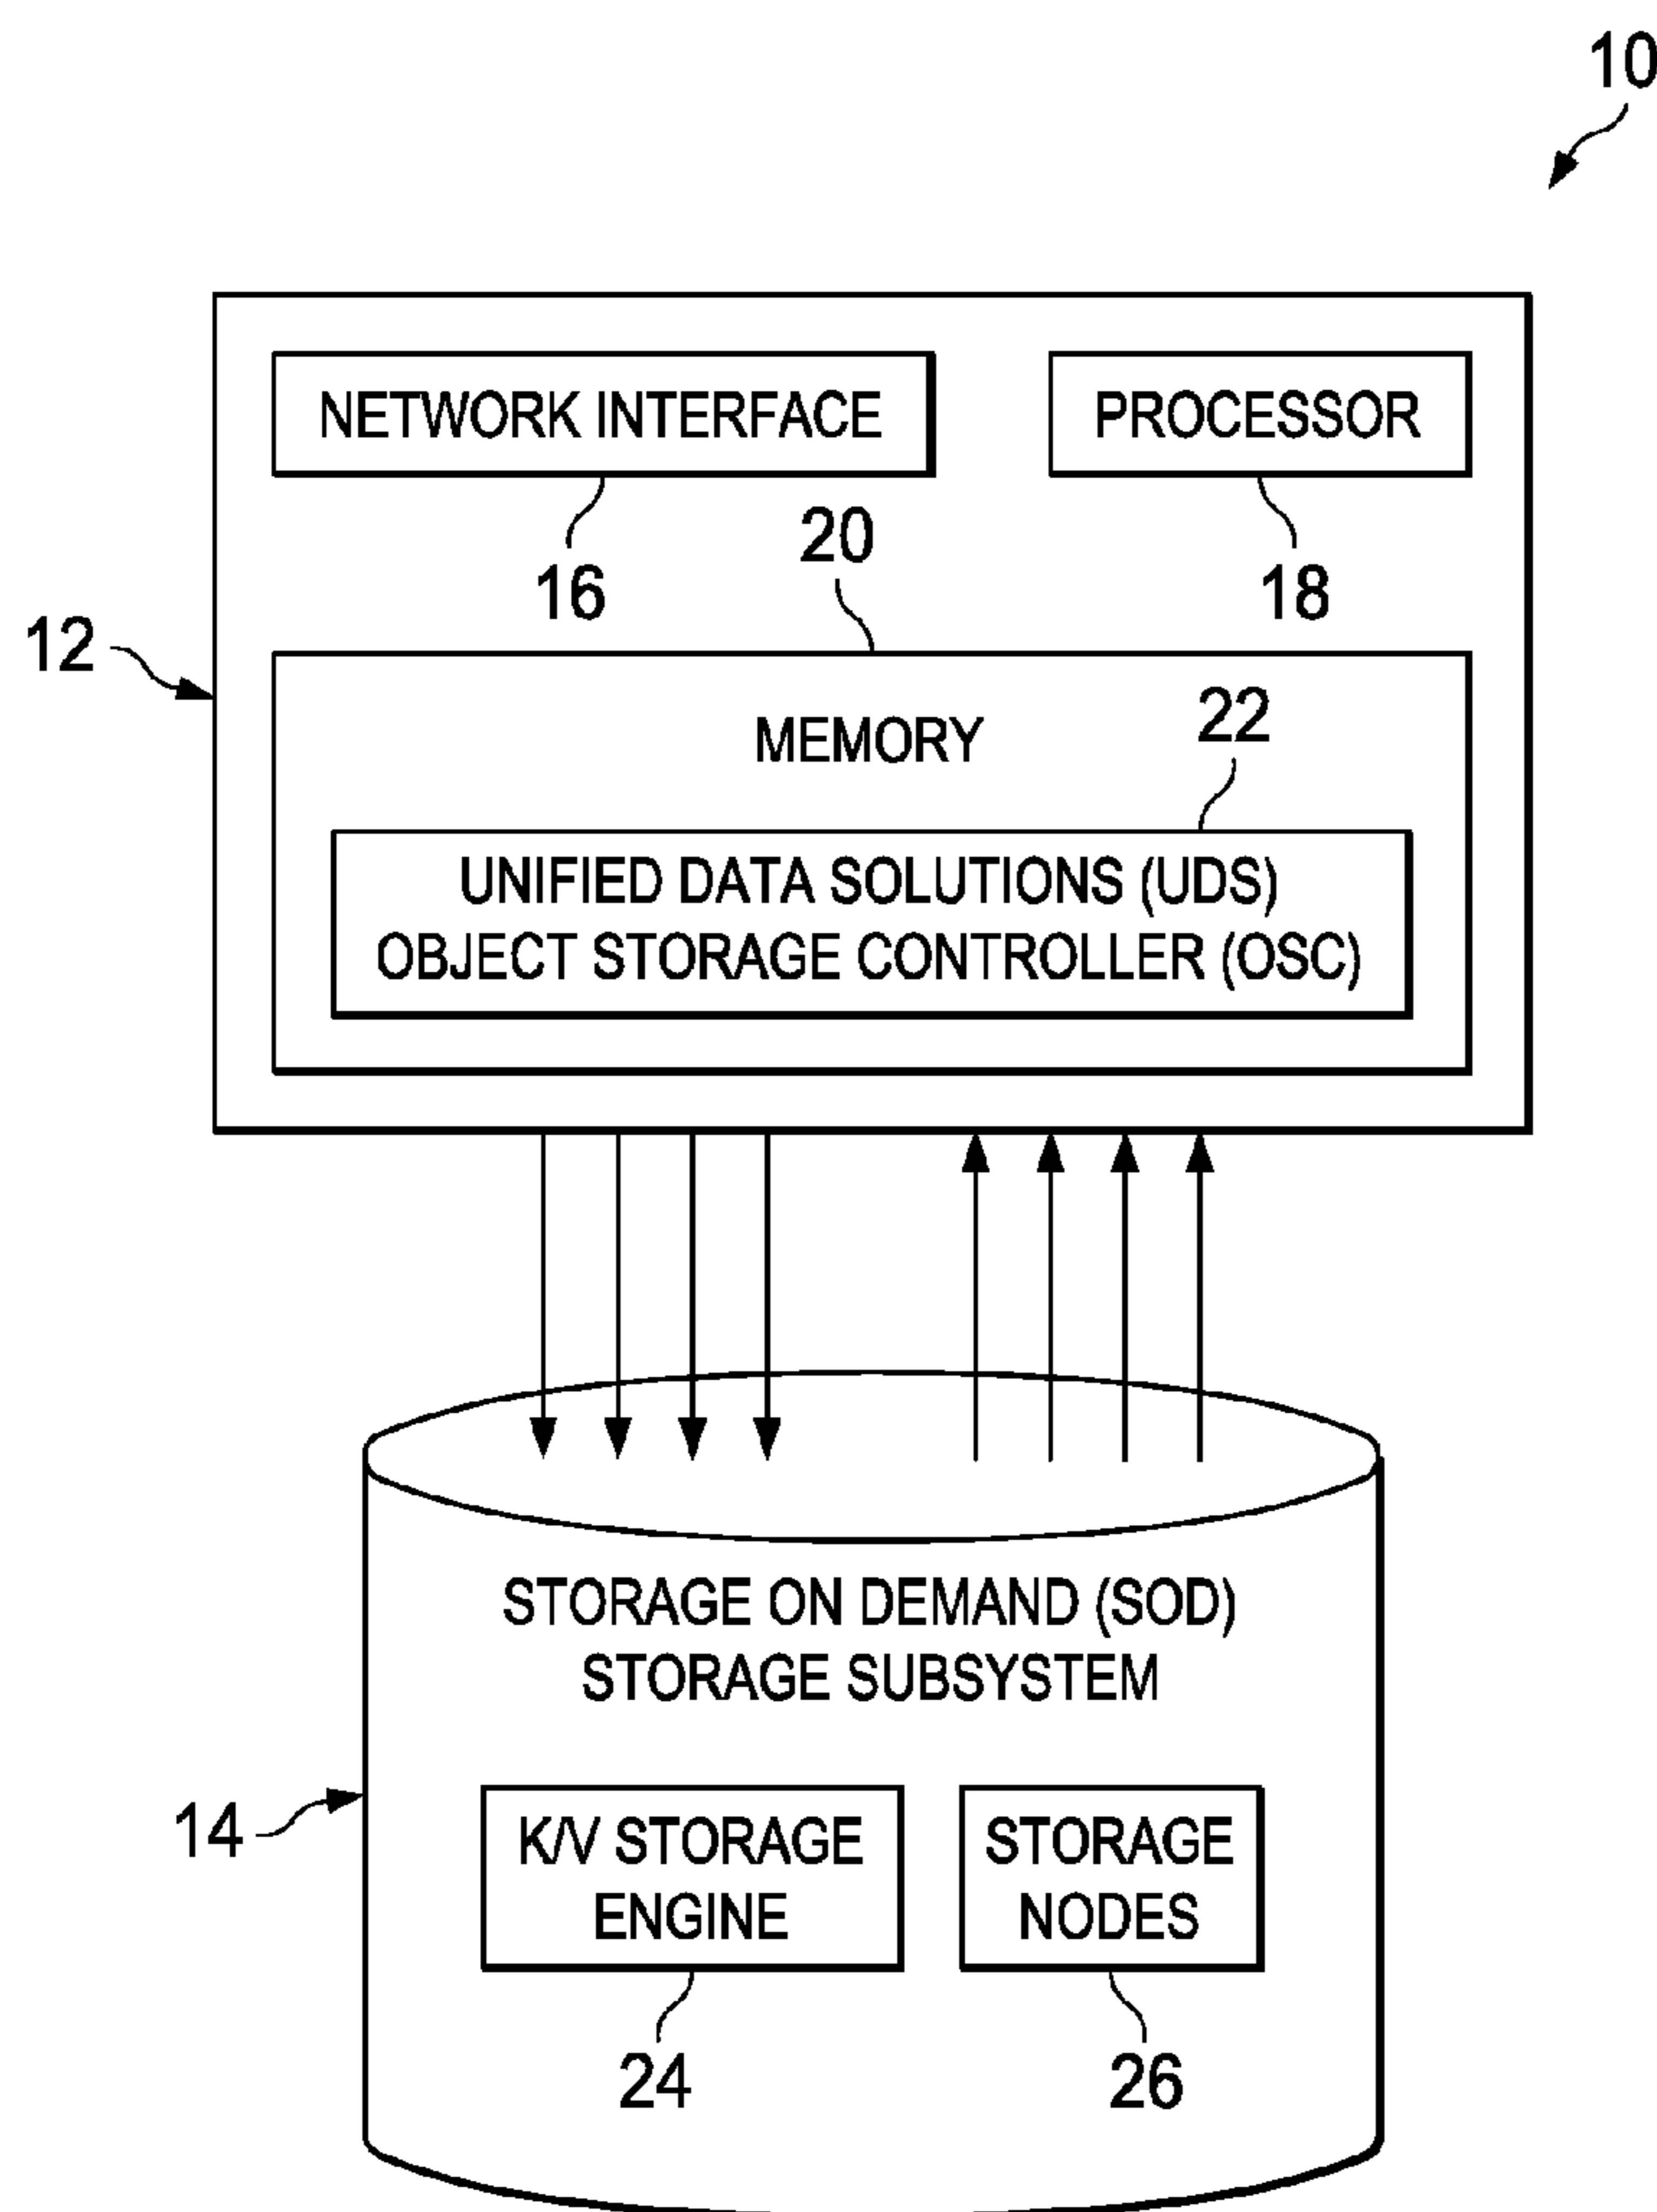 10
NETWORK INTERFACE
PROCESSOR
16
20
18
12
MEMORY
22
UNIFIED DATA SOLUTIONS (UDS)
OBJECT STORAGE CONTROLLER (OSC)
STORAGE ON DEMAND (SOD)
STORAGE SUBSYSTEM
14
K/V STORAGE
ENGINE
STORAGE
NODES
24
26